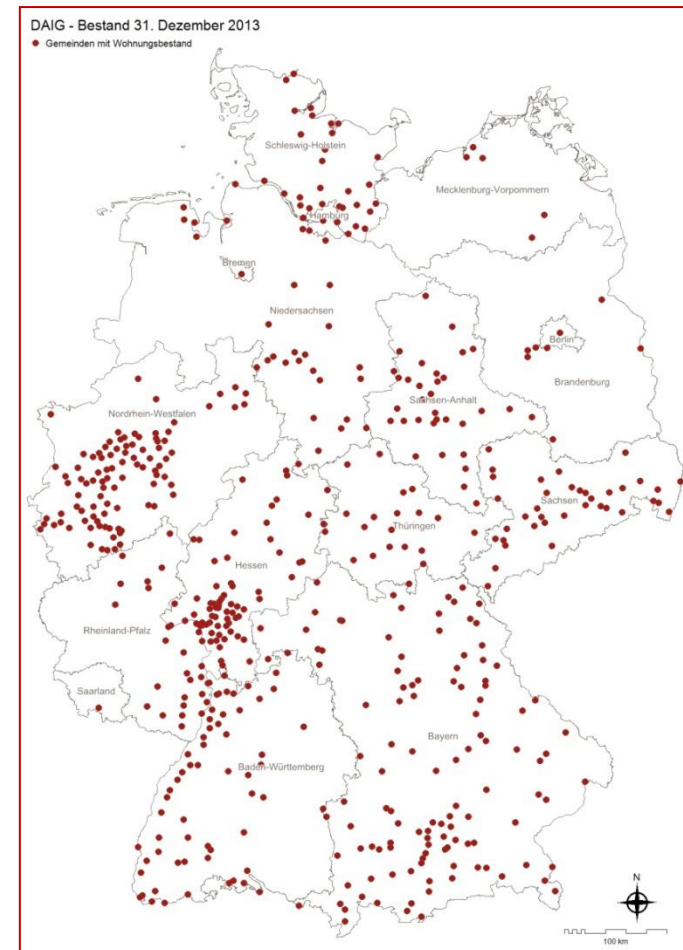 DAIG - Bestand 31. Dezember 2013
Gemeinden mit Wohnungsbestand
Schleswig-Holstein
Mecklenburg-Vorpommern
Hamburg
Bremen
Niedersachsen
Berlin
Brandenburg
Sachsen-Anhalt
Nordrhein-Westfalen
Sachsen
Thüringen
Hessen
Rheinland-Pfalz
Saarland
Bayern
Baden-Württemberg
N
100 km